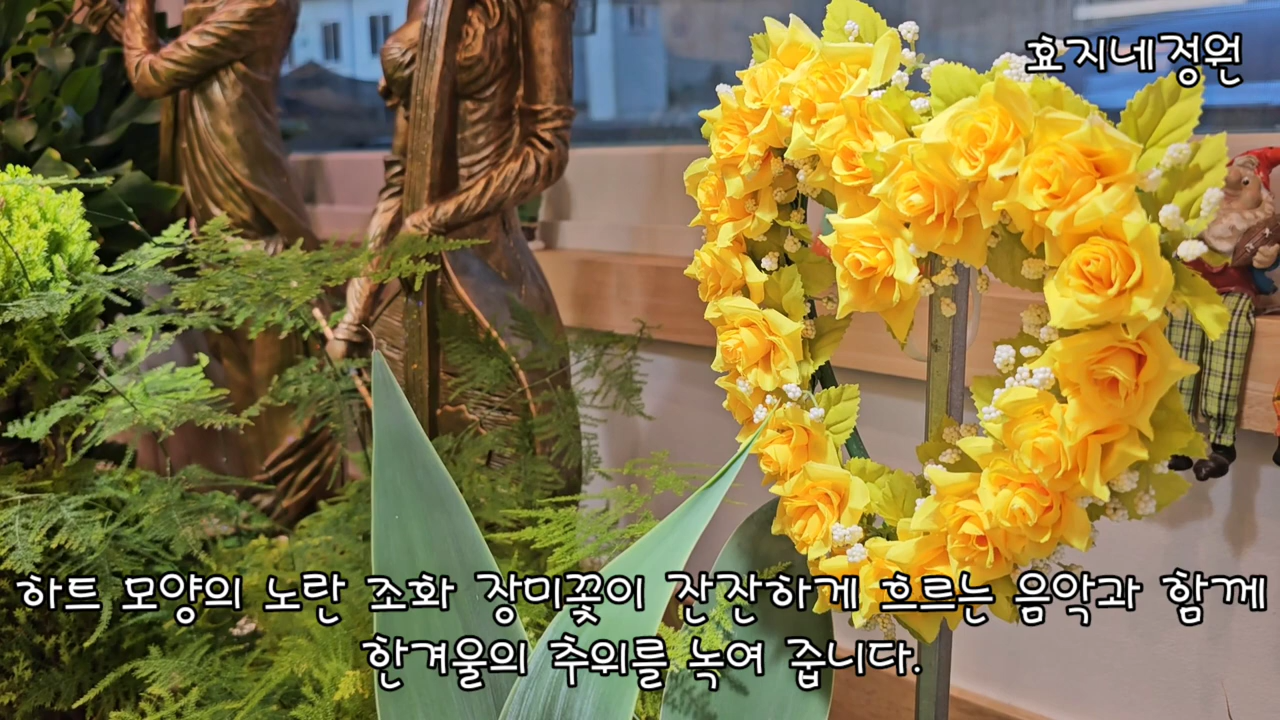 효지네정원
하트 모양의 노란 조화 장미꽃이 잔잔하게 흐르는 음악과 함께
한겨울의 추위를 녹여 줍니다.